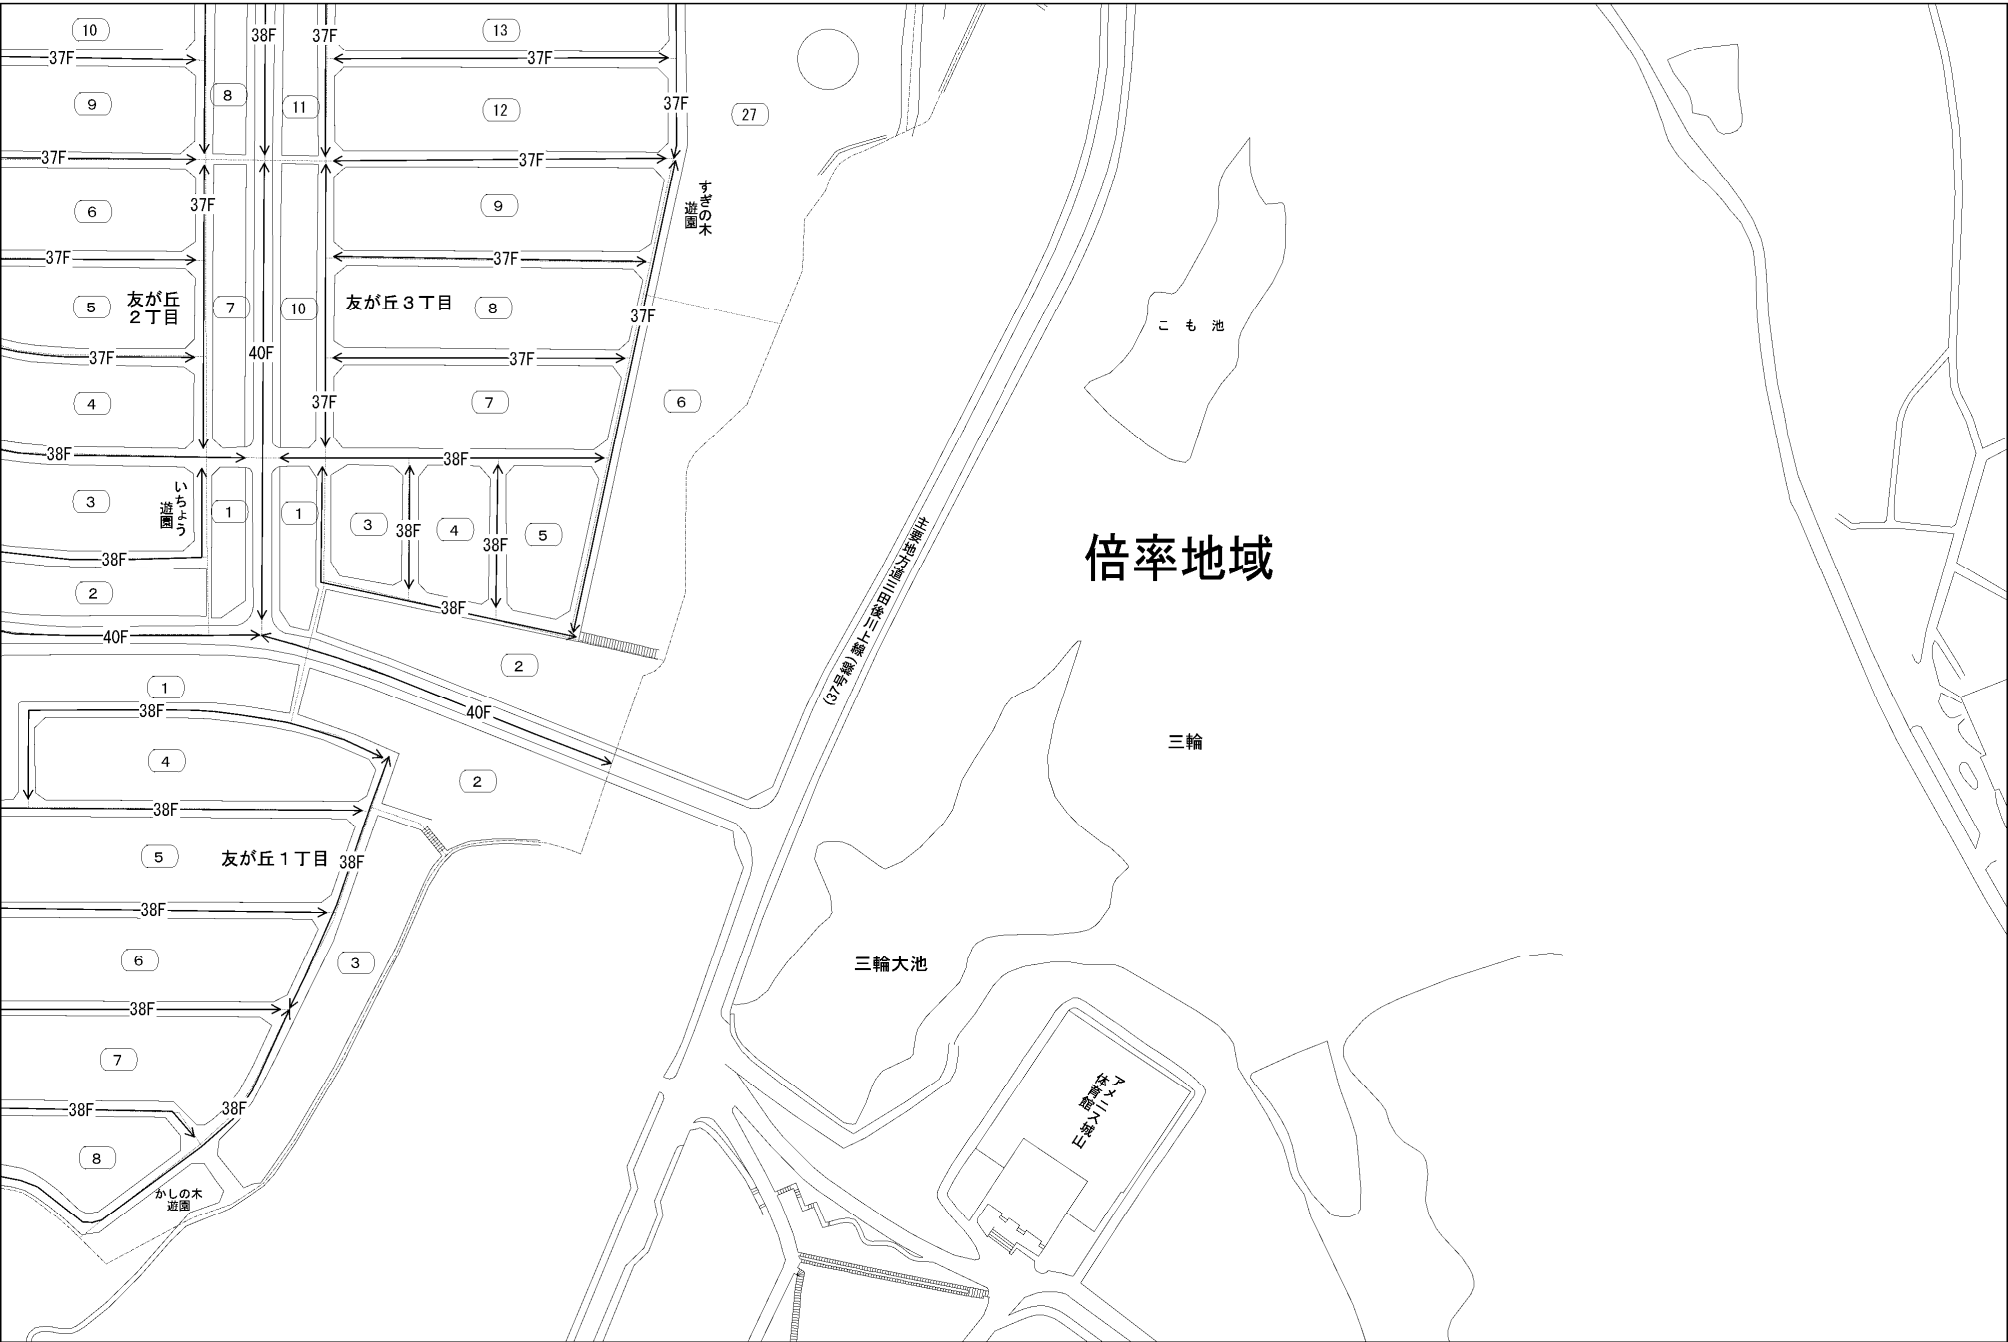 10
38F
37F
13
37F
37F
8
9
11
12
37F
27
37F
37F
すぎの木
遊園
6
37F
9
37F
37F
5
友が丘
2丁目
7
10
友が丘3丁目
8
37F
こも池
37F
40F
37F
4
37F
7
6
38F
38F
3
いちょう
遊園
1
1
3
38F
4
38F
5
主要地方道三田後川上線
(37号線)
倍率地域
38F
2
38F
40F
2
1
38F
40F
三輪
4
2
38F
5
友が丘1丁目
38F
38F
6
3
三輪大池
38F
7
アメニス城山
体育館
38F
38F
8
かしの木
遊園